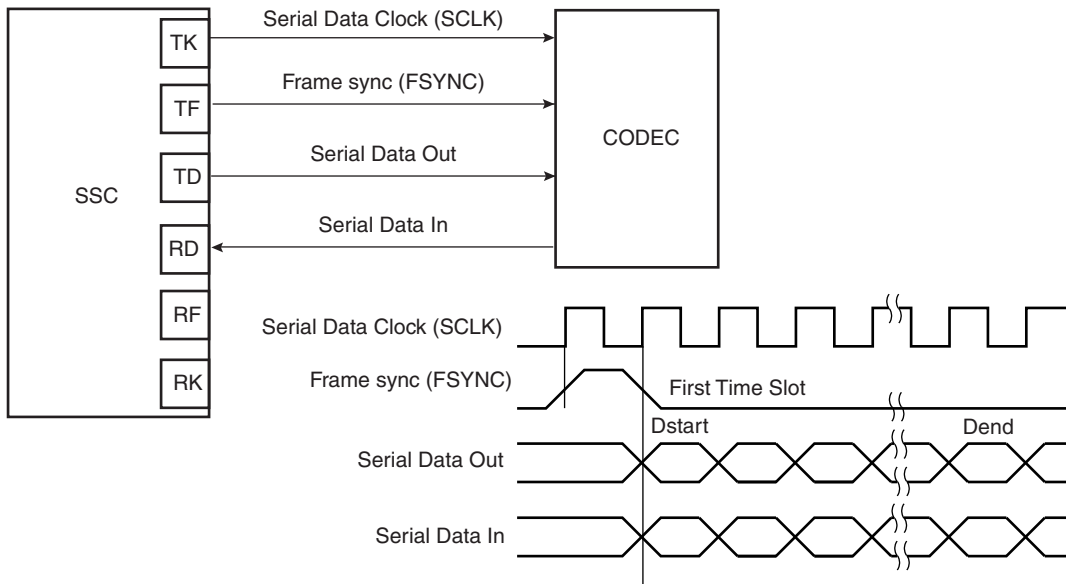 Serial Data Clock (SCLK)
TK
Frame sync (FSYNC)
TF
CODEC
Serial Data Out
TD
SSC
Serial Data In
RD
RF
Serial Data Clock (SCLK)
RK
Frame sync (FSYNC)
First Time Slot
Dstart
Dend
Serial Data Out
Serial Data In